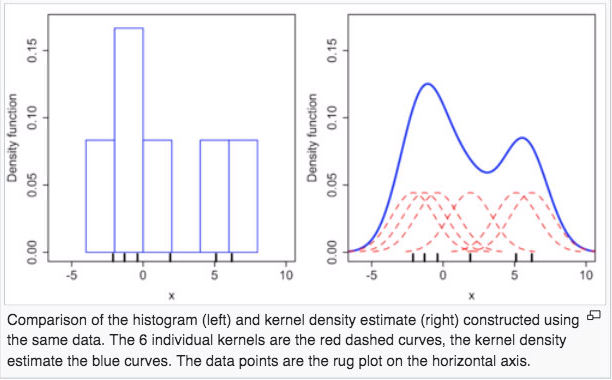 Density function
0.00 0.05 0.10 0.15
-5 0 5 10
x
Density function
0.00 0.05 0.10 0.15
-5 0 5 10
x
Comparison of the histogram (left) and kernel density estimate (right) constructed using
the same data. The 6 individual kernels are the red dashed curves, the kernel density
estimate the blue curves. The data points are the rug plot on the horizontal axis.